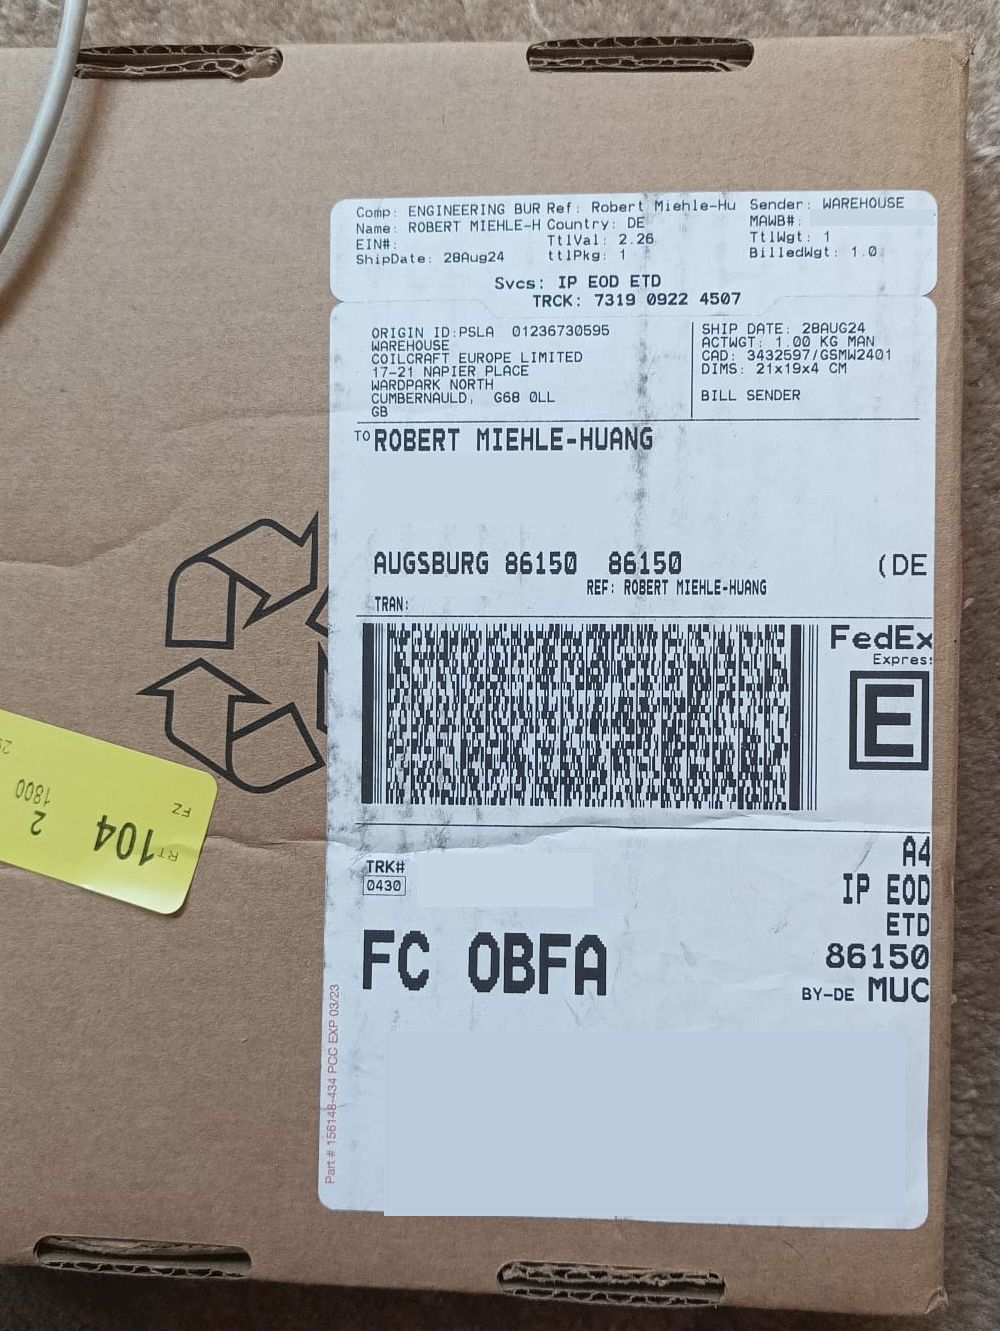 Comp: ENGINEERING BUR Ref: Robert Miehle-Hu Sender: WAREHOUSE
Name: ROBERT MIEHLE-H Country: DE MAWB#:
EIN#: TtlVal: 2.26 TtlWgt: 1
ShipDate: 28Aug24 ttlPkg: 1 BilledWgt: 1.0
Svcs: IP EOD ETD
TRCK: 7319 0922 4507
ORIGIN ID:PSLA 01236730595
WAREHOUSE
COILCRAFT EUROPE LIMITED
17-21 NAPIER PLACE
WARDPARK NORTH
CUMBERNAULD, G68 0LL
GB
SHIP DATE: 28AUG24
ACTWGT: 1.00 KG MAN
CAD: 3432597/GSMW2401
DIMS: 21x19x4 CM
BILL SENDER
TO ROBERT MIEHLE-HUANG
AUGSBURG 86150 86150 (DE
REF: ROBERT MIEHLE-HUANG
TRAN:
FedEx
Express
E
TRK#
0430
A4
IP EOD
ETD
86150
BY-DE MUC
FC OBFA
Part # 156148-434 PCC EXP 03/23
RT 104
FZ
2
1800